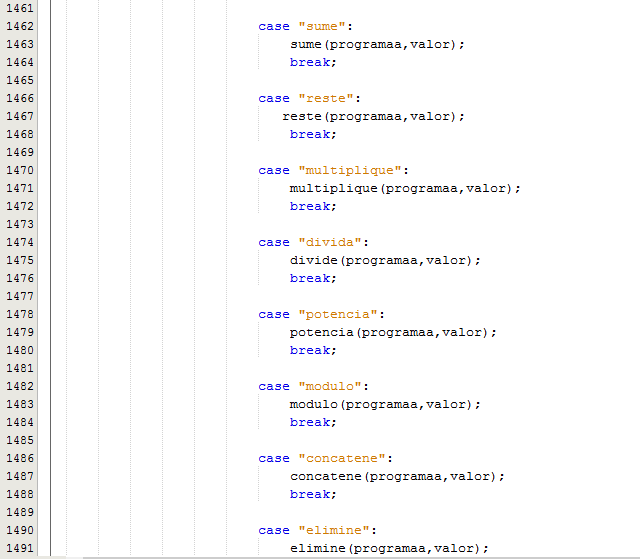 1461
1462 case "sume":
1463 sume(programaa,valor);
1464 break;
1465
1466 case "reste":
1467 reste(programaa,valor);
1468 break;
1469
1470 case "multiplique":
1471 multiplique(programaa,valor);
1472 break;
1473
1474 case "divida":
1475 divide(programaa,valor);
1476 break;
1477
1478 case "potencia":
1479 potencia(programaa,valor);
1480 break;
1481
1482 case "modulo":
1483 modulo(programaa,valor);
1484 break;
1485
1486 case "concatene":
1487 concatene(programaa,valor);
1488 break;
1489
1490 case "elimine":
1491 elimine(programaa,valor);